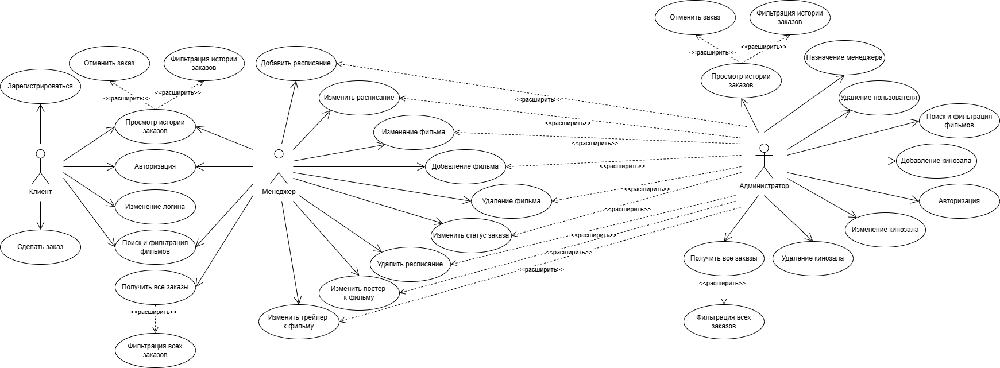 Отменить заказ
Фильтрация истории
заказов
<<расширить>>
<<расширить>>
Просмотр истории
заказов
Назначение менеджера
Удаление пользователя
Поиск и фильтрация
фильмов
Добавление кинозала
Администратор
Авторизация
Изменение кинозала
Получить все заказы
Удаление кинозала
<<расширить>>
Фильтрация всех
заказов
Отменить заказ
Фильтрация истории
заказов
Зарегистрироваться
<<расширить>>
<<расширить>>
Просмотр истории
заказов
Клиент
Авторизация
Изменение логина
Сделать заказ
Поиск и фильтрация
фильмов
Получить все заказы
<<расширить>>
Фильтрация всех
заказов
Менеджер
Добавить расписание
<<расширить>>
Изменить расписание
<<расширить>>
Изменение фильма
<<расширить>>
Добавление фильма
<<расширить>>
Удаление фильма
<<расширить>>
Изменить статус заказа
<<расширить>>
Удалить расписание
<<расширить>>
Изменить постер
к фильму
<<расширить>>
Изменить трейлер
к фильму
<<расширить>>